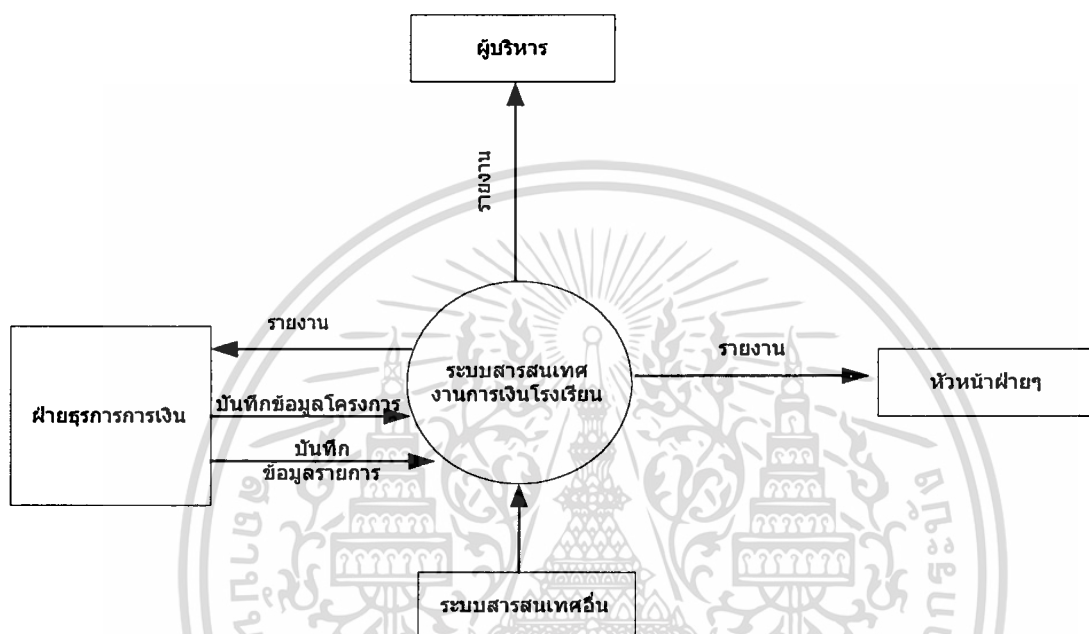 ผู้บริหาร
รายงาน
รายงาน
รายงาน
ระบบสารสนเทศ
งานการเงินโรงเรียน
หัวหน้าฝ่ายๆ
ฝ่ายธุรการการเงิน
บันทึกข้อมูลโครงการ
บันทึก
ข้อมูลรายการ
ระบบสารสนเทศอื่น